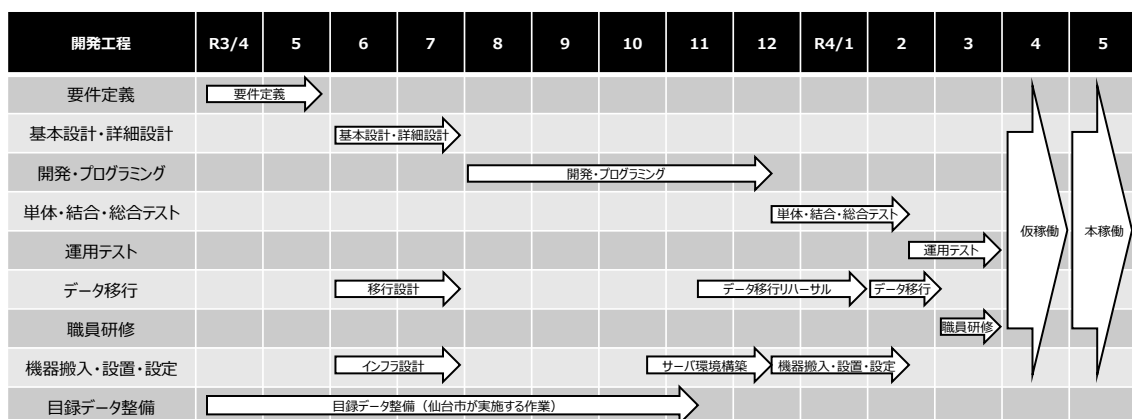 開発工程 R3/4 5 6 7 8 9 10 11 12 R4/1 2 3 4 5
要件定義 要件定義
基本設計・詳細設計 基本設計・詳細設計
開発・プログラミング 開発・プログラミング
単体・結合・総合テスト 単体・結合・総合テスト
仮稼働 本稼働
運用テスト 運用テスト
データ移行 移行設計 データ移行リハーサル データ移行
職員研修 職員研修
機器搬入・設置・設定 インフラ設計 サーバ環境構築 機器搬入・設置・設定
目録データ整備 目録データ整備（仙台市が実施する作業）